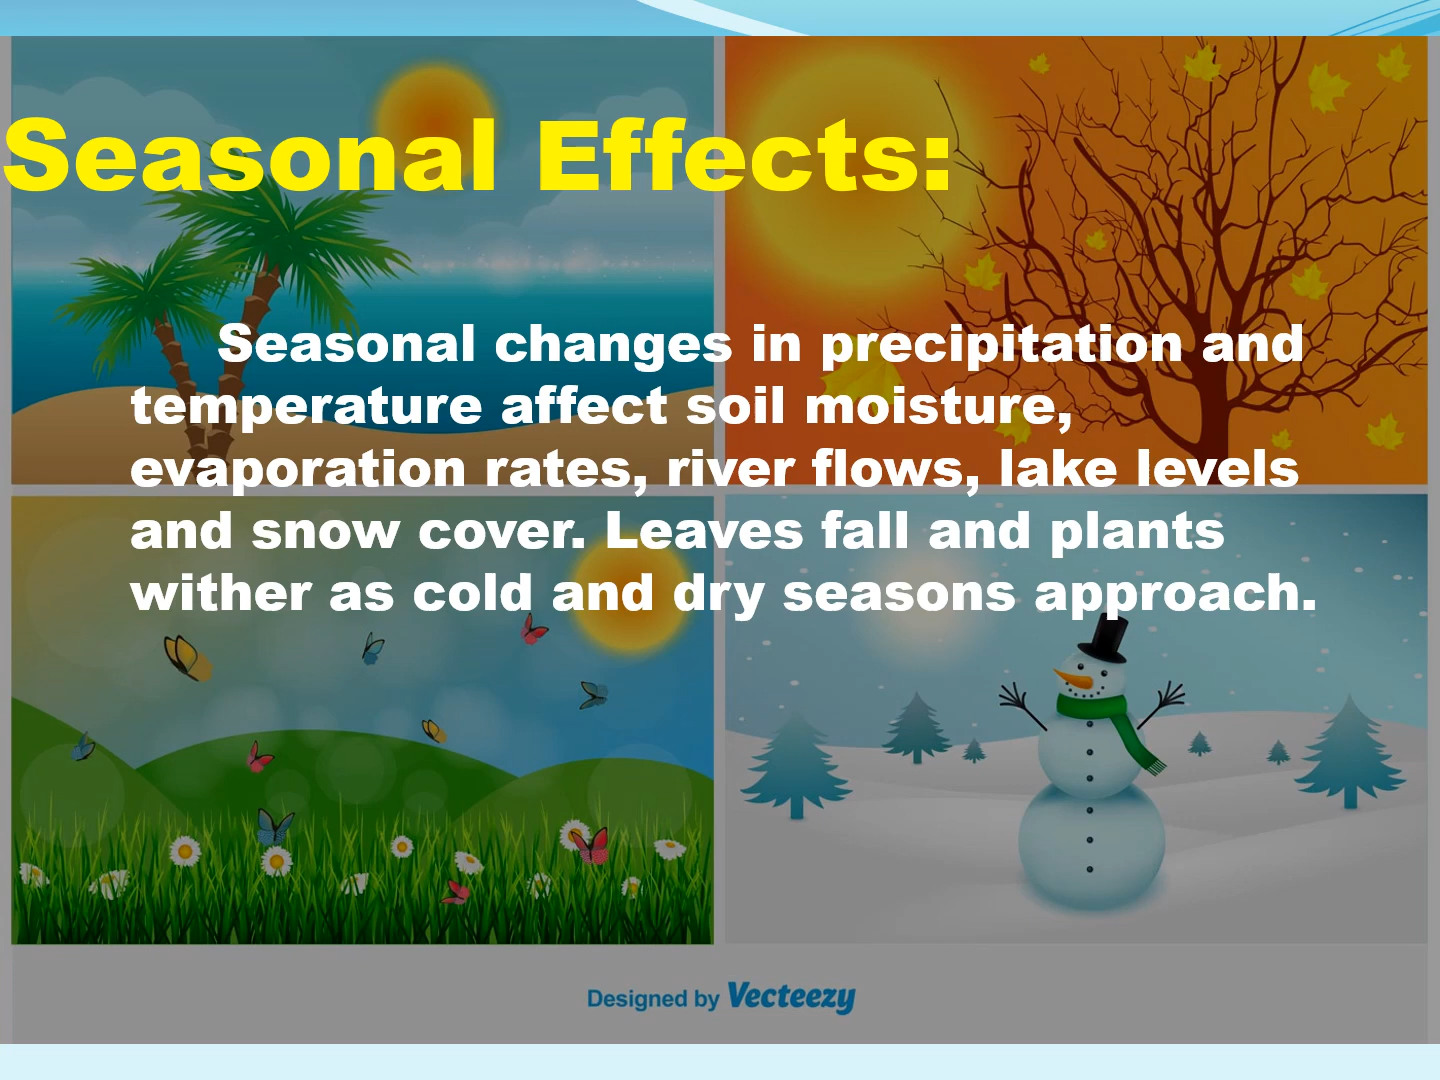 Seasonal Effects:
Seasonal changes in precipitation and
temperature affect soil moisture,
evaporation rates, river flows, lake levels
and snow cover. Leaves fall and plants
wither as cold and dry seasons approach.
Designed by Vecteezy